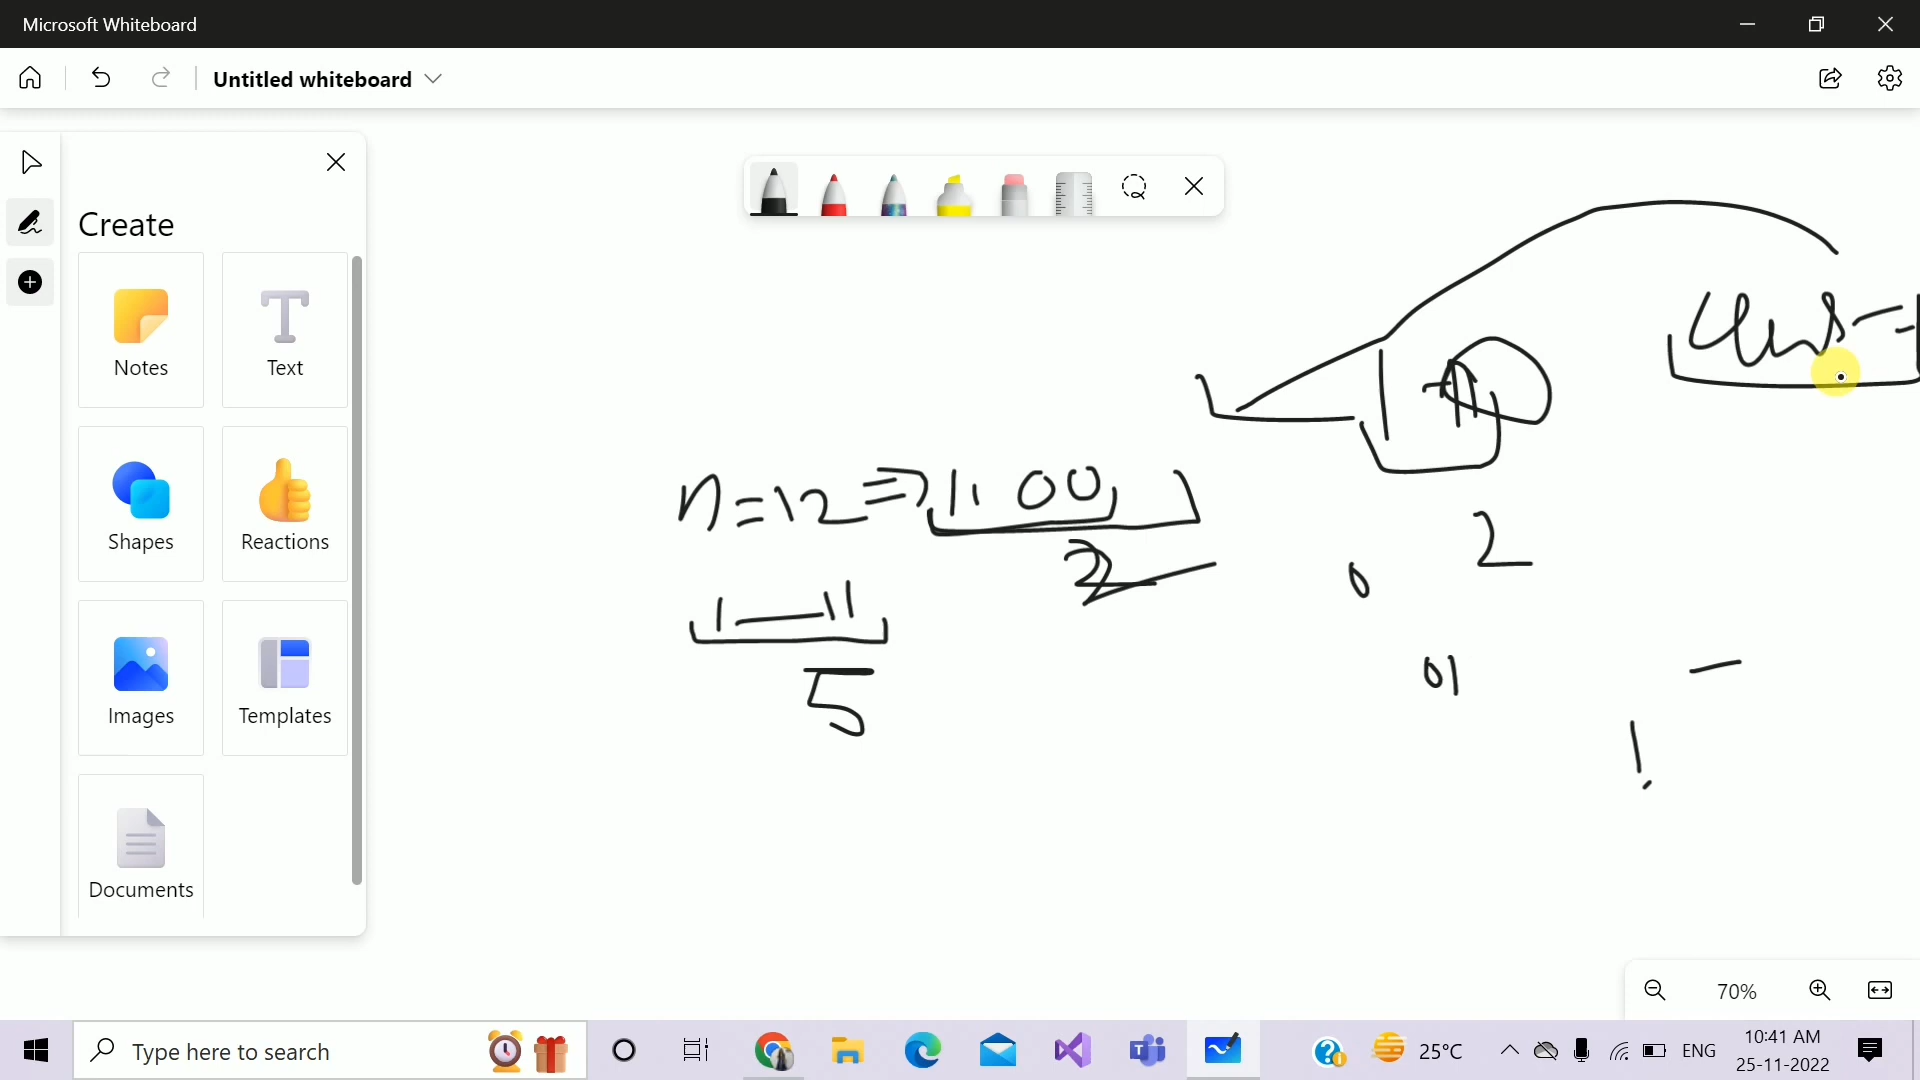 Microsoft Whiteboard
Untitled whiteboard
Create
Notes
Text
Shapes
Reactions
Images
Templates
Documents
ans =
n = 12 => 1100
2
2
0
1 11
01
5
70%
Type here to search
25°C
ENG
10:41 AM
25-11-2022